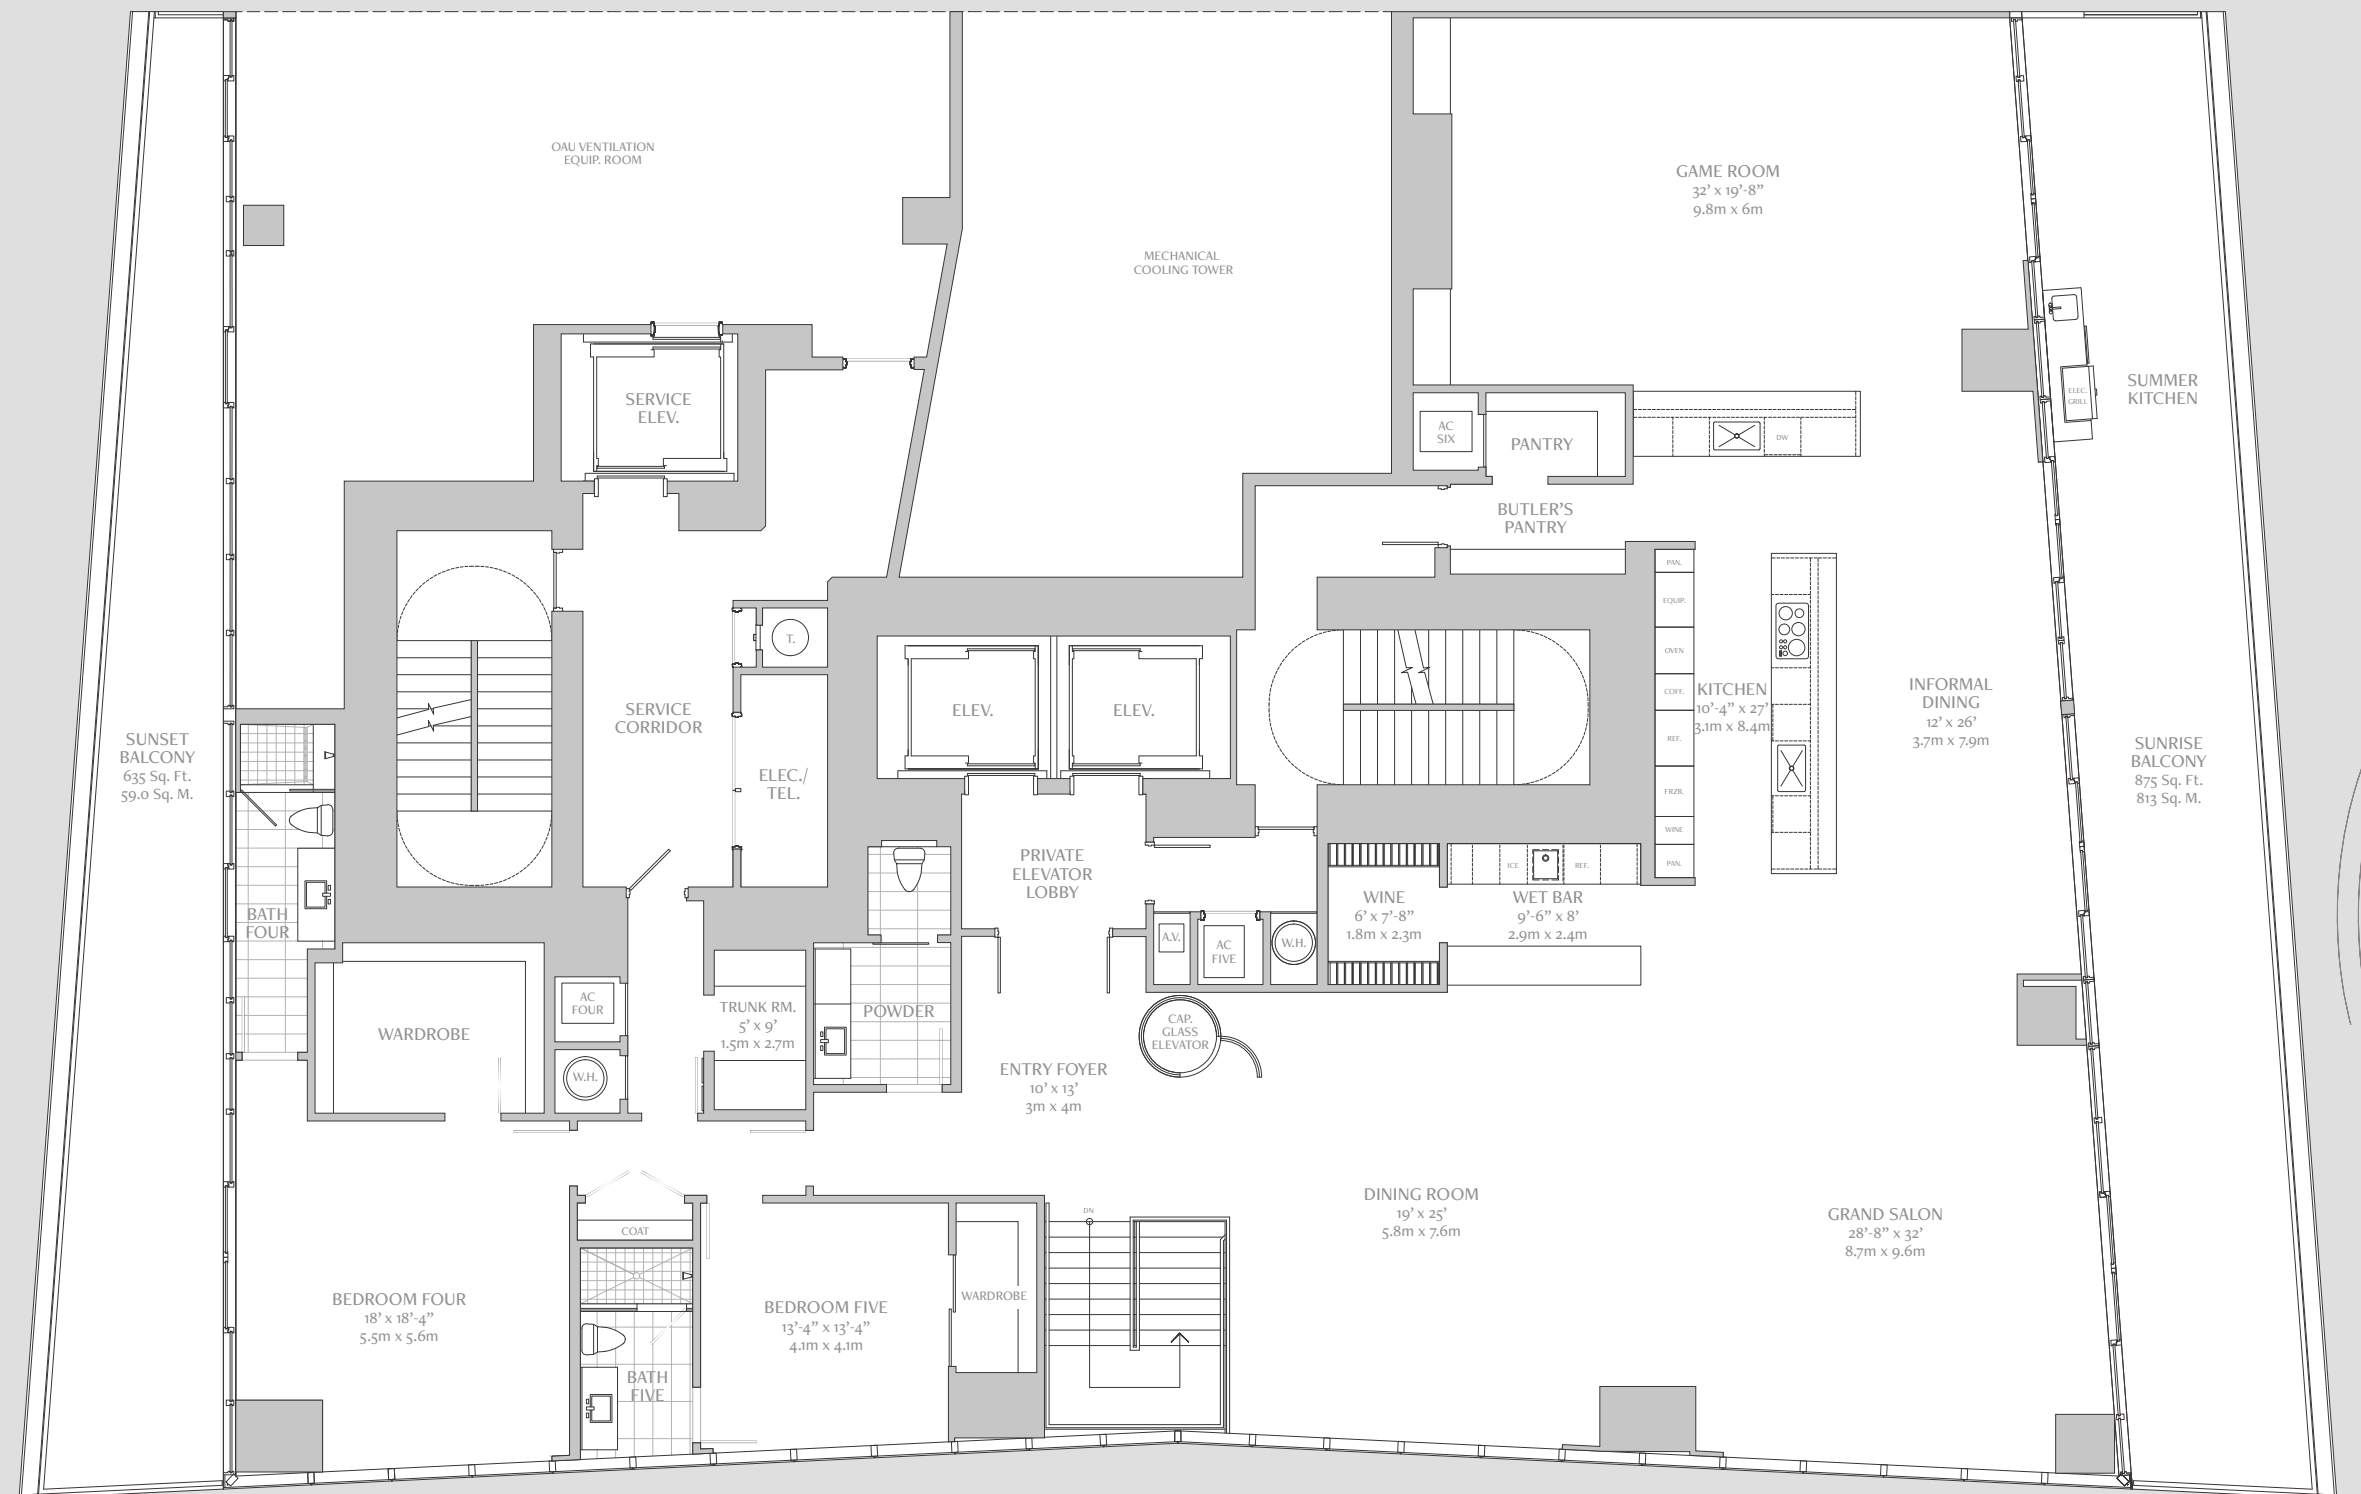 OAU VENTILATION
EQUIP. ROOM
MECHANICAL
COOLING TOWER
GAME ROOM
32’ x 19’-8”
9.8m x 6m
SERVICE
ELEV.
AC
SIX
PANTRY
DW
ELEC.
GRILL
SUMMER
KITCHEN
BUTLER’S
PANTRY
SUNSET
BALCONY
635 Sq. Ft.
59.0 Sq. M.
SERVICE
CORRIDOR
T.
ELEC./
TEL.
ELEV.
ELEV.
PAN.
EQUIP.
OVEN
COFF.
REF.
FRZR.
WINE
PAN.
KITCHEN
10’-4” x 27’
3.1m x 8.4m
INFORMAL
DINING
12’ x 26’
3.7m x 7.9m
SUNRISE
BALCONY
875 Sq. Ft.
813 Sq. M.
BATH
FOUR
PRIVATE
ELEVATOR
LOBBY
ICE
REF.
WINE
6’ x 7’-8”
1.8m x 2.3m
WET BAR
9’-6” x 8’
2.9m x 2.4m
A.V.
AC
FIVE
W.H.
WARDROBE
AC
FOUR
W.H.
TRUNK RM.
5’ x 9’
1.5m x 2.7m
POWDER
CAP.
GLASS
ELEVATOR
ENTRY FOYER
10’ x 13’
3m x 4m
COAT
DN
DINING ROOM
19’ x 25’
5.8m x 7.6m
GRAND SALON
28’-8” x 32’
8.7m x 9.6m
BEDROOM FOUR
18’ x 18’-4”
5.5m x 5.6m
BATH
FIVE
BEDROOM FIVE
13’-4” x 13’-4”
4.1m x 4.1m
WARDROBE